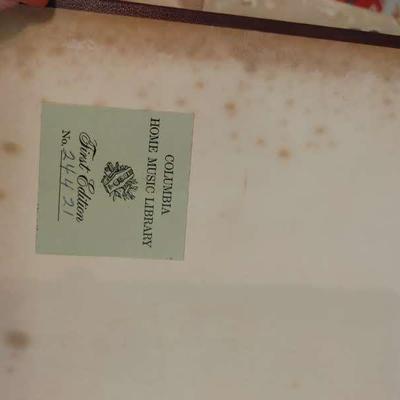 COLUMBIA
HOME MUSIC LIBRARY
First Edition
No. 24421